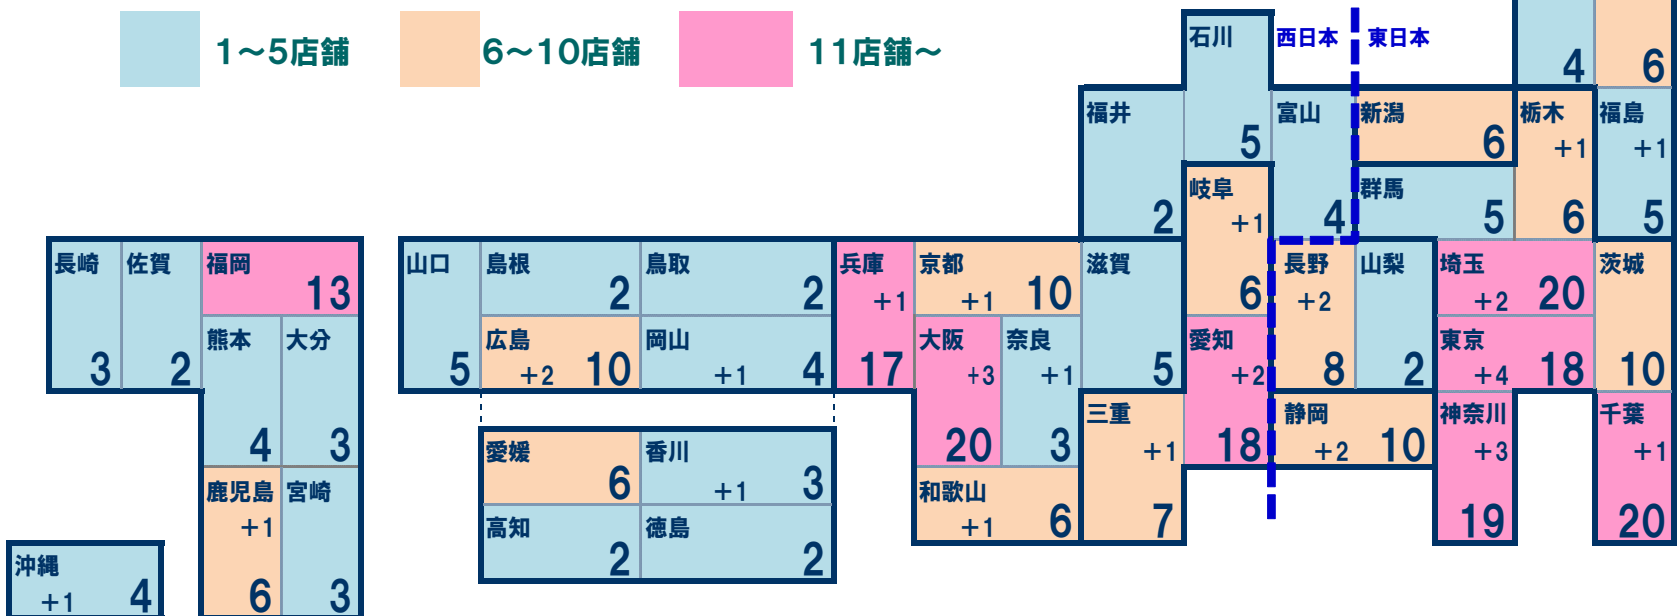 1～5店舗
6～10店舗
11店舗～
西日本
東日本
4
6
石川
5
福井
2
富山
4
新潟
6
栃木
+1
6
福島
+1
5
群馬
5
岐阜
+1
6
長崎
3
佐賀
2
福岡
13
熊本
4
大分
3
鹿児島
+1
6
宮崎
3
沖縄
+1
4
山口
5
島根
2
鳥取
2
広島
+2
10
岡山
+1
4
愛媛
6
香川
+1
3
高知
2
徳島
2
兵庫
+1
17
京都
+1
10
大阪
+3
20
奈良
+1
3
和歌山
+1
6
滋賀
5
三重
+1
7
愛知
+2
18
長野
+2
8
山梨
2
静岡
+2
10
埼玉
+2
20
東京
+4
18
神奈川
+3
19
茨城
10
千葉
+1
20